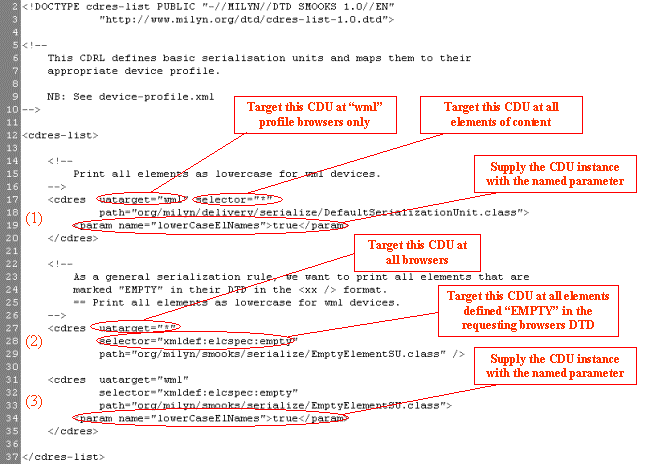 2 <!DOCTYPE cdres-list PUBLIC "-//MILYN//DTD SMOOKS 1.0//EN"
3 "http://www.milyn.org/dtd/cdres-list-1.0.dtd">
4
5 <!--
6 This CDRL defines basic serialisation units and maps them to their
7 appropriate device profile.
8
9 NB: See device-profile.xml
10 -->
11
Target this CDU at “wml”
profile browsers only
Target this CDU at all
elements of content
12 <cdres-list>
13
14 <!--
15 Print all elements as lowercase for wml devices.
16 -->
Supply the CDU instance
with the named parameter
17 <cdres uatarget="wml" selector="*"
(1)
18 path="org/milyn/delivery/serialize/DefaultSerializationUnit.class">
19 <param name="lowerCaseElNames">true</param>
20 </cdres>
21
Target this CDU at
all browsers
22 <!--
23 As a general serialization rule, we want to print all elements that are
24 marked "EMPTY" in their DTD in the <xx /> format.
25 == Print all elements as lowercase for wml devices.
26 -->
Target this CDU at all elements
defined “EMPTY” in the
requesting browsers DTD
27 <cdres uatarget="*"
(2)
28 selector="xmldef:elcspec:empty"
29 path="org/milyn/smooks/serialize/EmptyElementSU.class" />
30
Supply the CDU instance
with the named parameter
31 <cdres uatarget="wml"
32 selector="xmldef:elcspec:empty"
(3)
33 path="org/milyn/smooks/serialize/EmptyElementSU.class">
34 <param name="lowerCaseElNames">true</param>
35 </cdres>
36
37 </cdres-list>